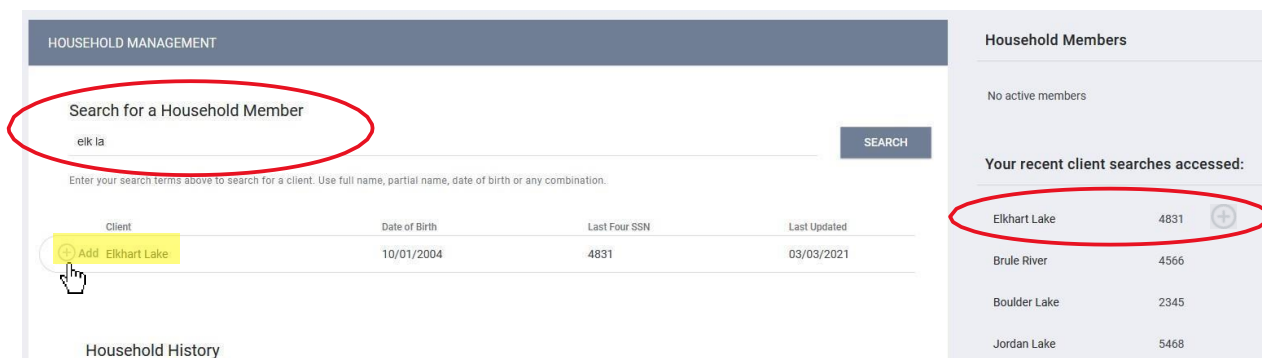 HOUSEHOLD MANAGEMENT
Search for a Household Member
elk la
SEARCH
Enter your search terms above to search for a client. Use full name, partial name, date of birth or any combination.
Client Date of Birth Last Four SSN Last Updated
Add Elkhart Lake 10/01/2004 4831 03/03/2021
Household History
Household Members
No active members
Your recent client searches accessed:
Elkhart Lake 4831
Brule River 4566
Boulder Lake 2345
Jordan Lake 5468